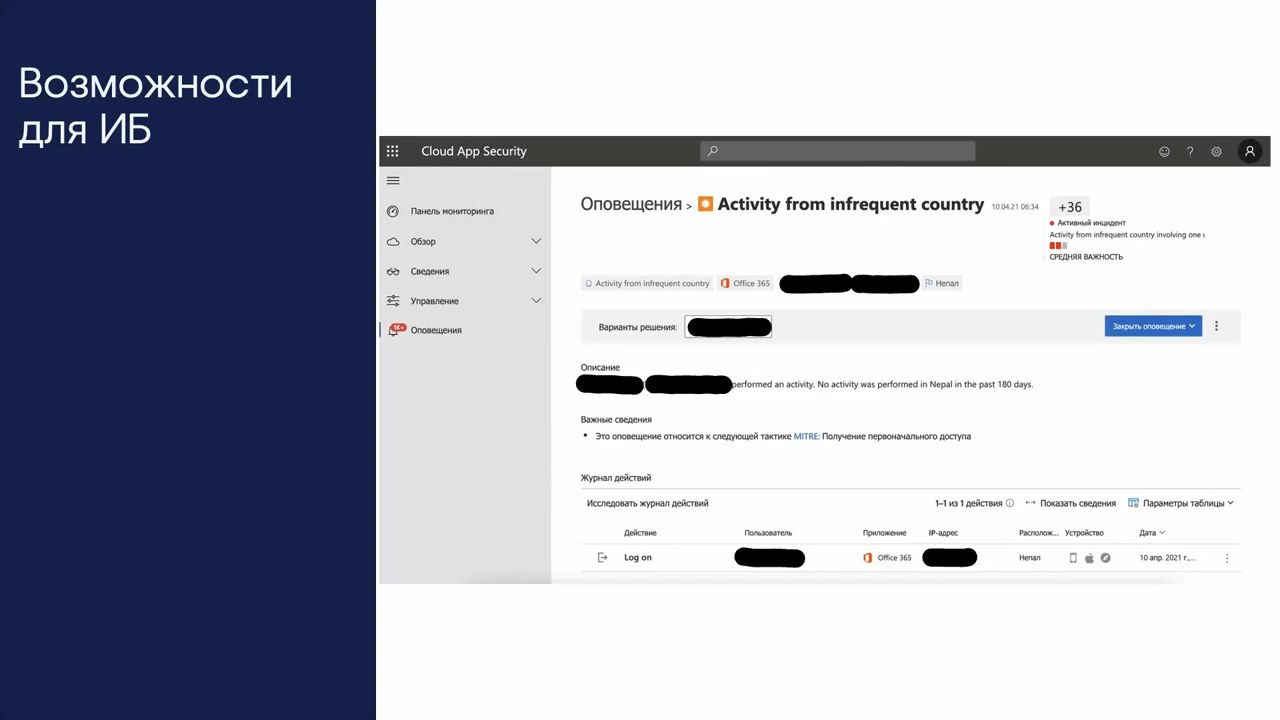 Возможности
для ИБ
Cloud App Security
?
Панель мониторинга
Обзор
Сведения
Управление
1K+
Оповещения
Оповещения > Activity from infrequent country 10.04.21 06:34
+36
Активный инцидент
Activity from infrequent country involving one u
СРЕДНЯЯ ВАЖНОСТЬ
Activity from infrequent country Office 365 Непал
Варианты решения:
Закрыть оповещение
Описание
performed an activity. No activity was performed in Nepal in the past 180 days.
Важные сведения
• Это оповещение относится к следующей тактике MITRE: Получение первоначального доступа
Журнал действий
Исследовать журнал действий 1–1 из 1 действия Показать сведения Параметры таблицы
Действие Пользователь Приложение IP-адрес Располож... Устройство Дата
Log on Office 365 Непал 10 апр. 2021 г.,...